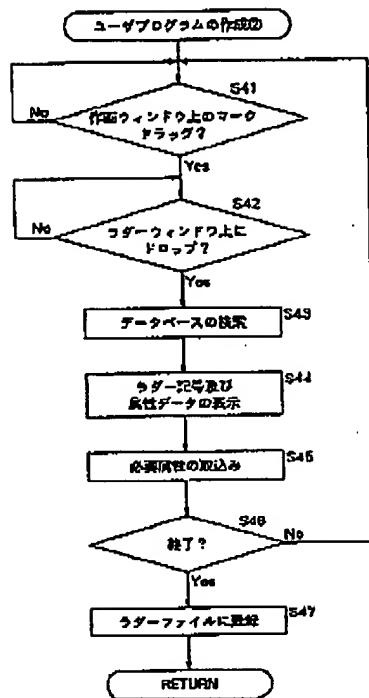 ユーザプログラムの作成(2)
S41
作画ウィンドウ上のマーク
ドラッグ?
No
Yes
S42
ラダーウィンドウ上に
ドロップ?
No
Yes
S43
データベースの検索
S44
ラダー記号及び
属性データの表示
S45
必要属性の取込み
S46
終了?
No
Yes
S47
ラダーファイルに登録
RETURN